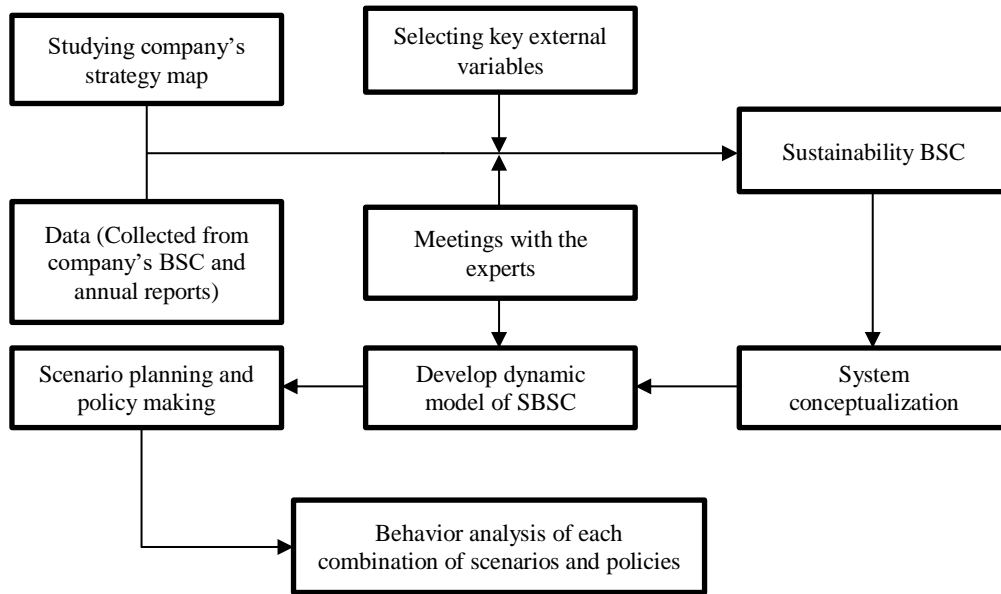 Studying company’s
strategy map
Selecting key external
variables
Sustainability BSC
Data (Collected from
company’s BSC and
annual reports)
Meetings with the
experts
Scenario planning and
policy making
Develop dynamic
model of SBSC
System
conceptualization
Behavior analysis of each
combination of scenarios and policies